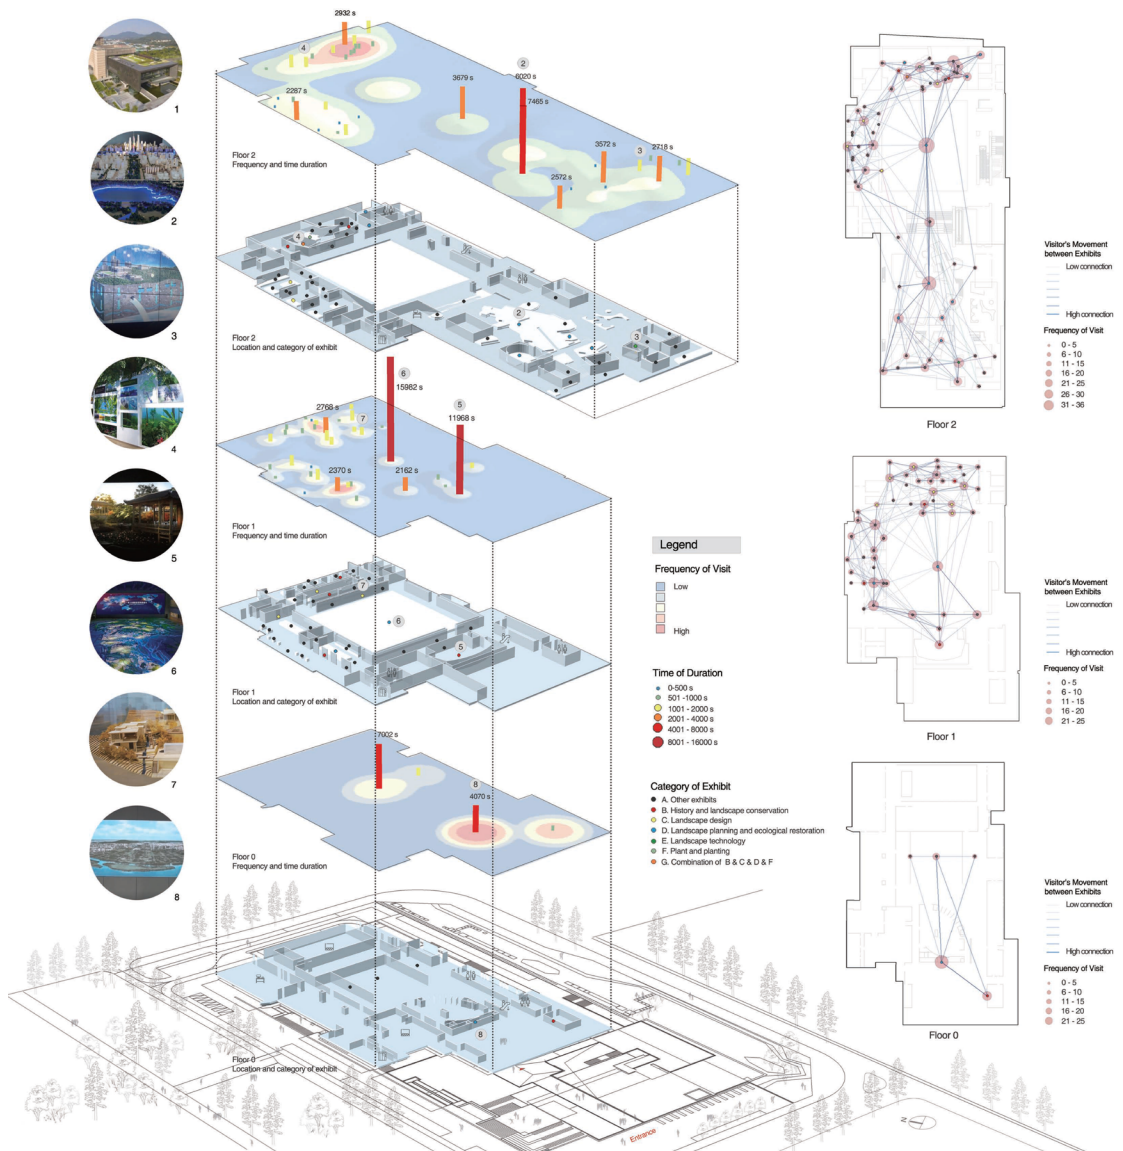 1
2
3
4
5
6
7
8
2932 s
4
2287 s
3679 s
2
6020 s
7465 s
3572 s
3
2718 s
2572 s
Floor 2
Frequency and time duration
4
2
3
Floor 2
Location and category of exhibit
6
15982 s
5
11968 s
2768 s
7
2370 s
2162 s
Floor 1
Frequency and time duration
7
6
5
Floor 1
Location and category of exhibit
7002 s
8
4070 s
Floor 0
Frequency and time duration
8
Floor 0
Location and category of exhibit
Entrance
N
Legend
Frequency of Visit
Low
High
Time of Duration
0-500 s
501 -1000 s
1001 - 2000 s
2001 - 4000 s
4001 - 8000 s
8001 - 16000 s
Category of Exhibit
A. Other exhibits
B. History and landscape conservation
C. Landscape design
D. Landscape planning and ecological restoration
E. Landscape technology
F. Plant and planting
G. Combination of B & C & D & F
Visitor's Movement
between Exhibits
Low connection
High connection
Frequency of Visit
0 - 5
6 - 10
11 - 15
16 - 20
21 - 25
26 - 30
31 - 36
Floor 2
Visitor's Movement
between Exhibits
Low connection
High connection
Frequency of Visit
0 - 5
6 - 10
11 - 15
16 - 20
21 - 25
Floor 1
Visitor's Movement
between Exhibits
Low connection
High connection
Frequency of Visit
0 - 5
6 - 10
11 - 15
16 - 20
21 - 25
Floor 0